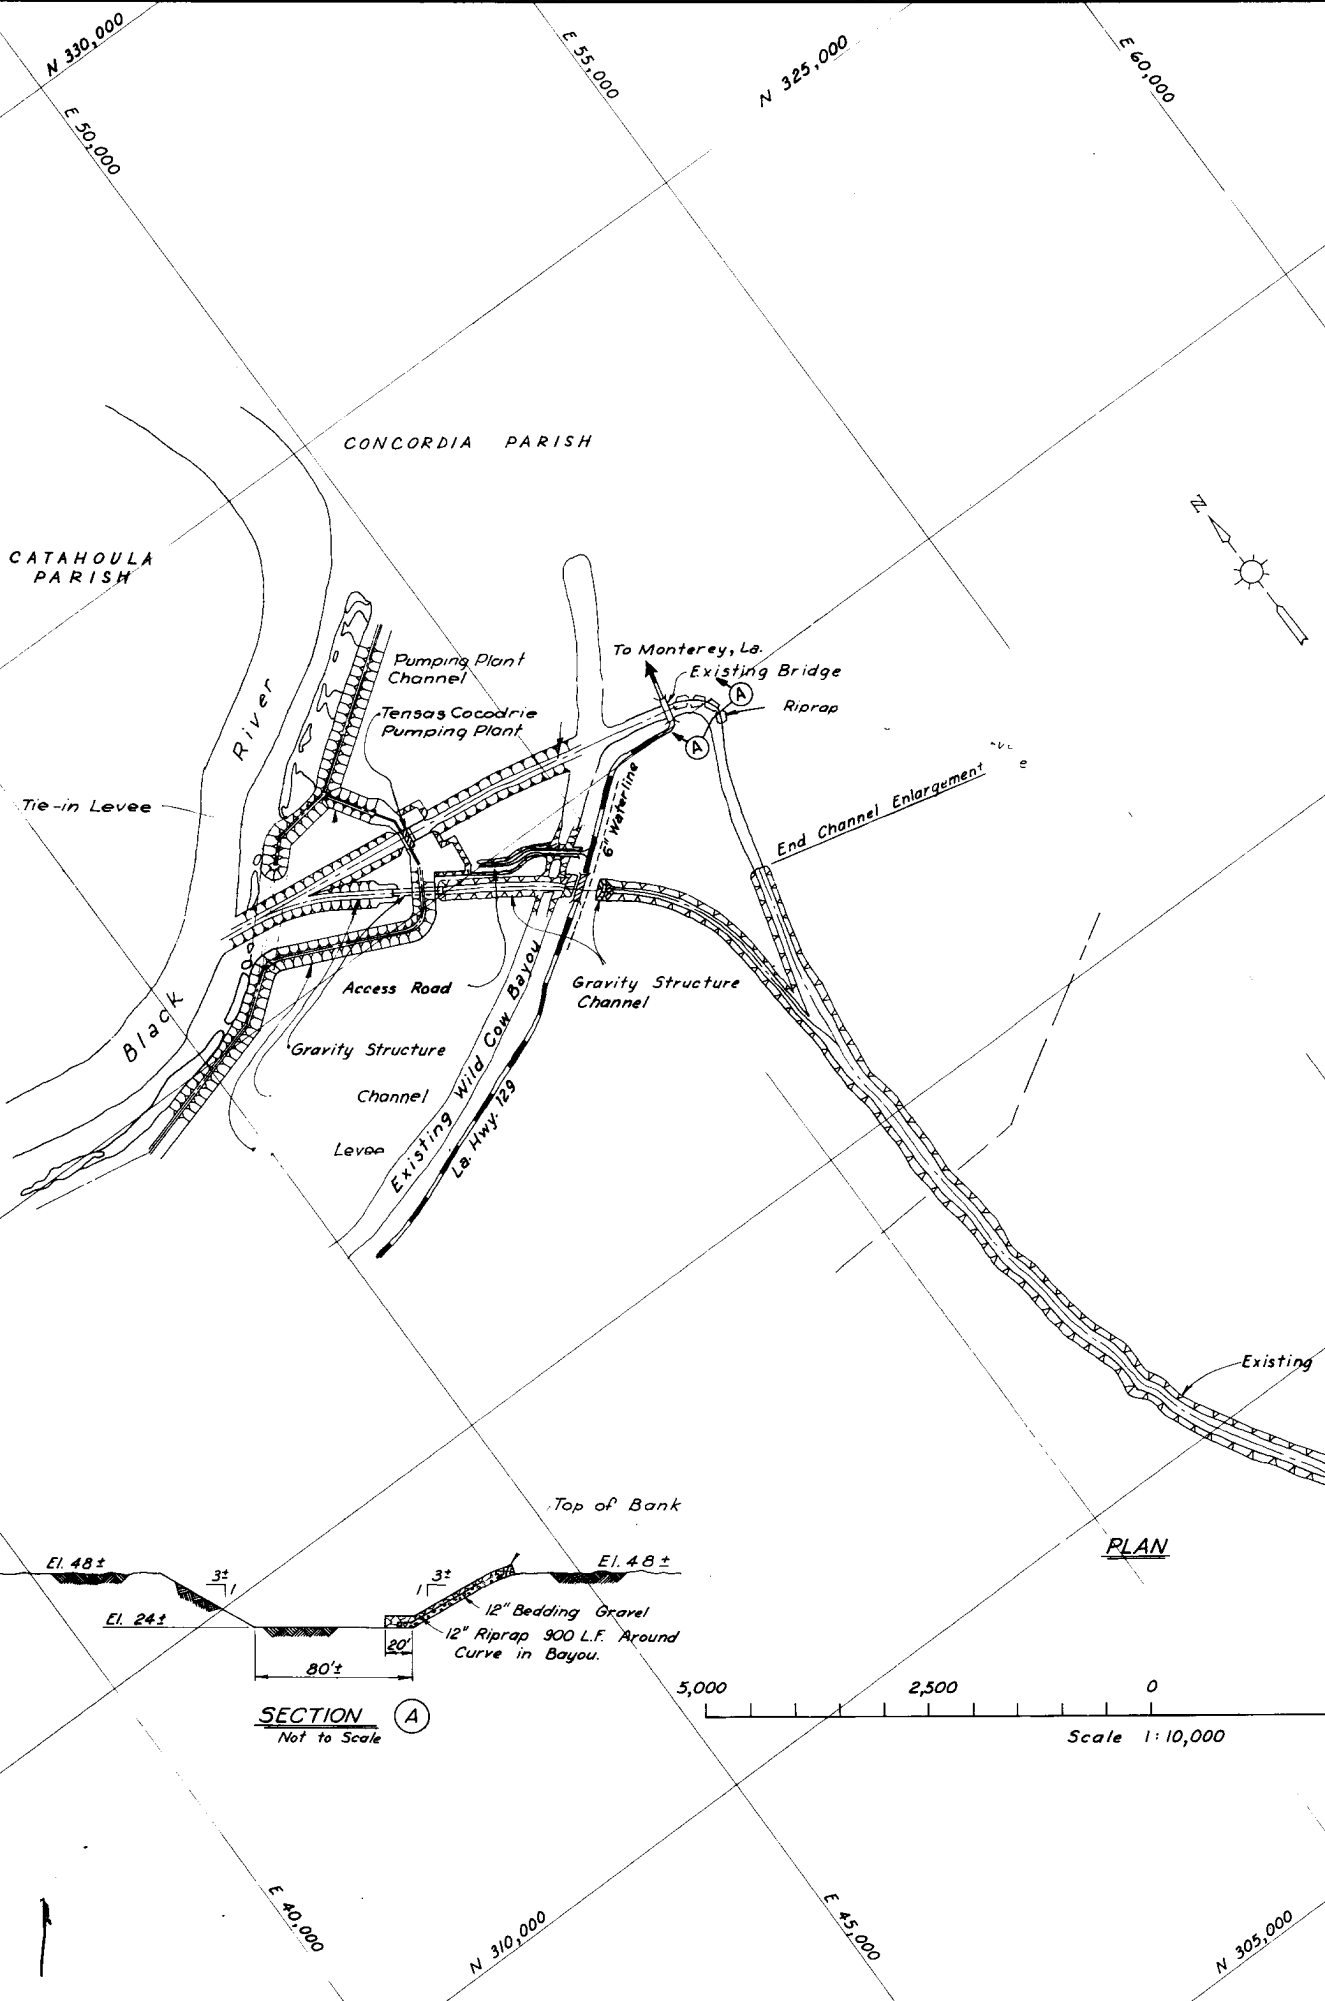 N 330,000
E 50,000
E 55,000
N 325,000
E 60,000
CONCORDIA PARISH
CATAHOULA
PARISH
N
River
Black
Pumping Plant
Channel
Tensas Cocodrie
Pumping Plant
To Monterey, La.
Existing Bridge
A
Riprap
A
Tie-in Levee
6" Waterline
End Channel Enlargement
Access Road
Gravity Structure
Channel
Gravity Structure
Channel
Levee
Existing Wild Cow Bayou
La. Hwy. 129
Existing
Top of Bank
El. 48±
3±
1
1
3±
El. 48±
El. 24±
12" Bedding Gravel
12" Riprap 900 L.F. Around
Curve in Bayou.
20'
80'±
SECTION A
Not to Scale
PLAN
5,000 2,500 0
Scale 1:10,000
E 40,000
N 310,000
E 45,000
N 305,000